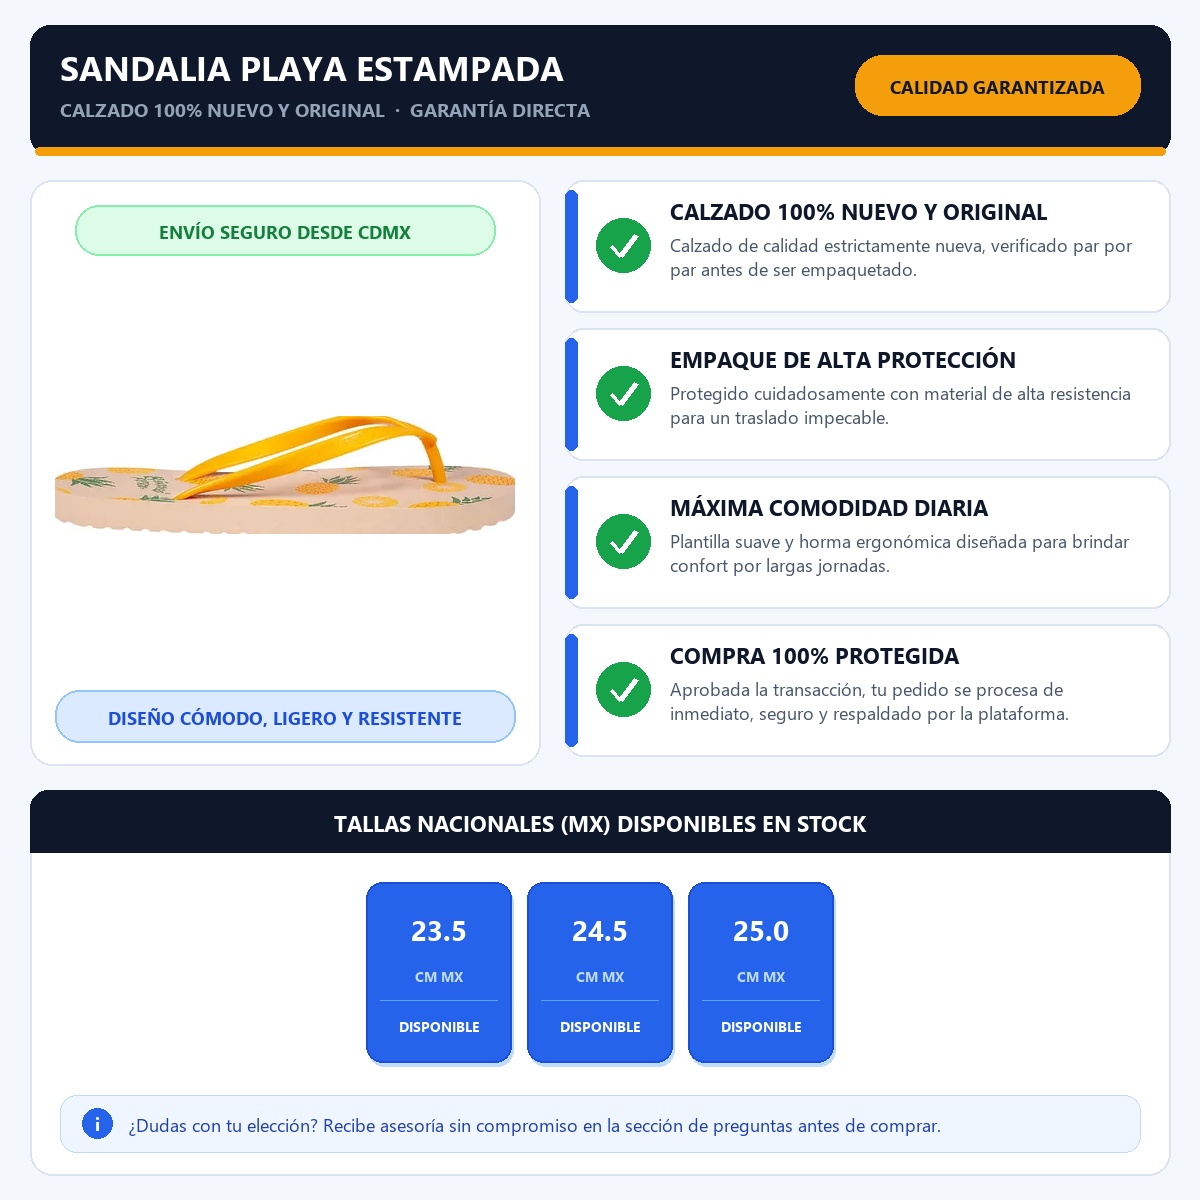 SANDALIA PLAYA ESTAMPADA
CALZADO 100% NUEVO Y ORIGINAL · GARANTÍA DIRECTA
CALIDAD GARANTIZADA
ENVÍO SEGURO DESDE CDMX
DISEÑO CÓMODO, LIGERO Y RESISTENTE
CALZADO 100% NUEVO Y ORIGINAL
Calzado de calidad estrictamente nueva, verificado par por
par antes de ser empaquetado.
EMPAQUE DE ALTA PROTECCIÓN
Protegido cuidadosamente con material de alta resistencia
para un traslado impecable.
MÁXIMA COMODIDAD DIARIA
Plantilla suave y horma ergonómica diseñada para brindar
confort por largas jornadas.
COMPRA 100% PROTEGIDA
Aprobada la transacción, tu pedido se procesa de
inmediato, seguro y respaldado por la plataforma.
TALLAS NACIONALES (MX) DISPONIBLES EN STOCK
23.5
CM MX
DISPONIBLE
24.5
CM MX
DISPONIBLE
25.0
CM MX
DISPONIBLE
¿Dudas con tu elección? Recibe asesoría sin compromiso en la sección de preguntas antes de comprar.